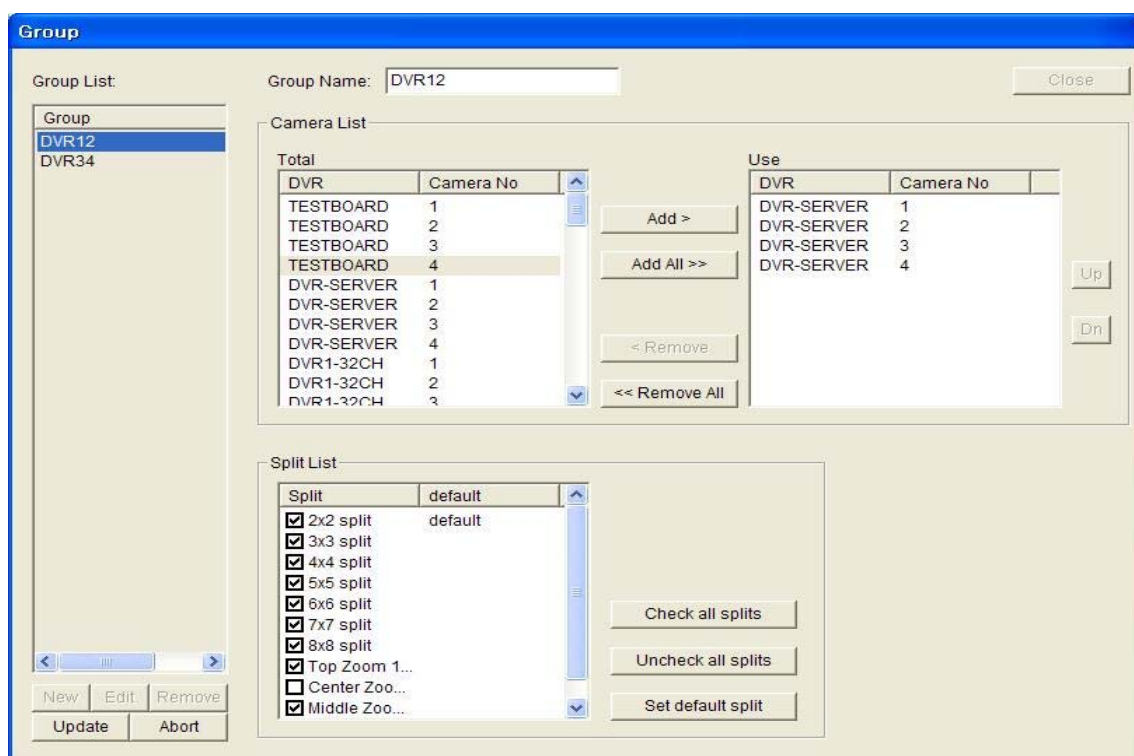 Group
Group List:
Group Name: DVR12
Close
Group
DVR12
DVR34
Camera List
Total
DVR Camera No
TESTBOARD 1
TESTBOARD 2
TESTBOARD 3
TESTBOARD 4
DVR-SERVER 1
DVR-SERVER 2
DVR-SERVER 3
DVR-SERVER 4
DVR1-32CH 1
DVR1-32CH 2
DVR1-32CH 3
Add >
Add All >>
< Remove
<< Remove All
Use
DVR Camera No
DVR-SERVER 1
DVR-SERVER 2
DVR-SERVER 3
DVR-SERVER 4
Up
Dn
Split List
Split default
2x2 split default
3x3 split
4x4 split
5x5 split
6x6 split
7x7 split
8x8 split
Top Zoom 1...
Center Zoo...
Middle Zoo...
Check all splits
Uncheck all splits
Set default split
New Edit Remove
Update Abort